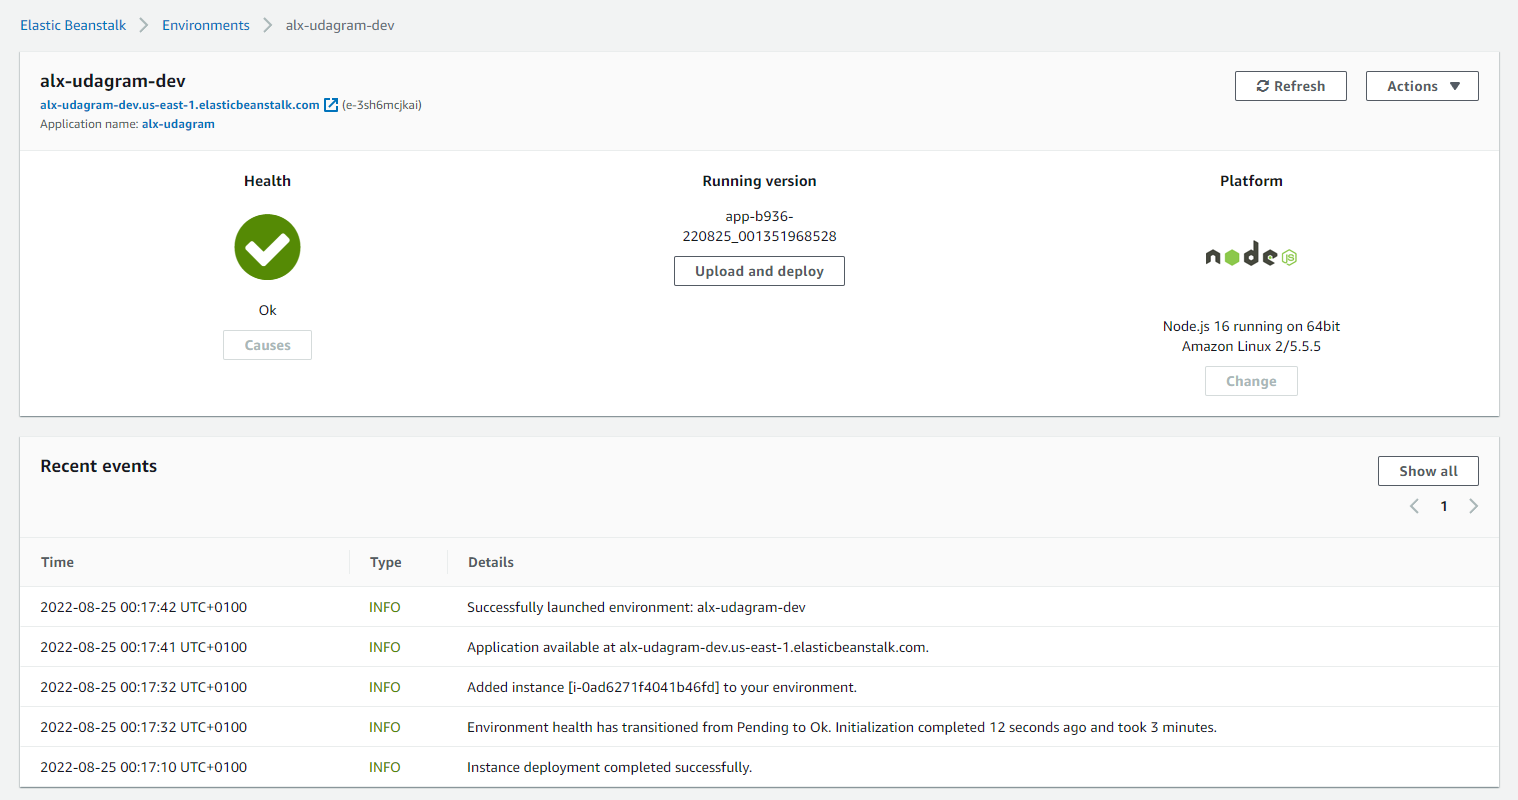 Elastic Beanstalk > Environments > alx-udagram-dev
alx-udagram-dev
Refresh
Actions ▼
alx-udagram-dev.us-east-1.elasticbeanstalk.com (e-3sh6mcjkai)
Application name: alx-udagram
Health
Ok
Causes
Running version
app-b936-
220825_001351968528
Upload and deploy
Platform
node JS
Node.js 16 running on 64bit
Amazon Linux 2/5.5.5
Change
Recent events
Show all
< 1 >
Time Type Details
2022-08-25 00:17:42 UTC+0100 INFO Successfully launched environment: alx-udagram-dev
2022-08-25 00:17:41 UTC+0100 INFO Application available at alx-udagram-dev.us-east-1.elasticbeanstalk.com.
2022-08-25 00:17:32 UTC+0100 INFO Added instance [i-0ad6271f4041b46fd] to your environment.
2022-08-25 00:17:32 UTC+0100 INFO Environment health has transitioned from Pending to Ok. Initialization completed 12 seconds ago and took 3 minutes.
2022-08-25 00:17:10 UTC+0100 INFO Instance deployment completed successfully.